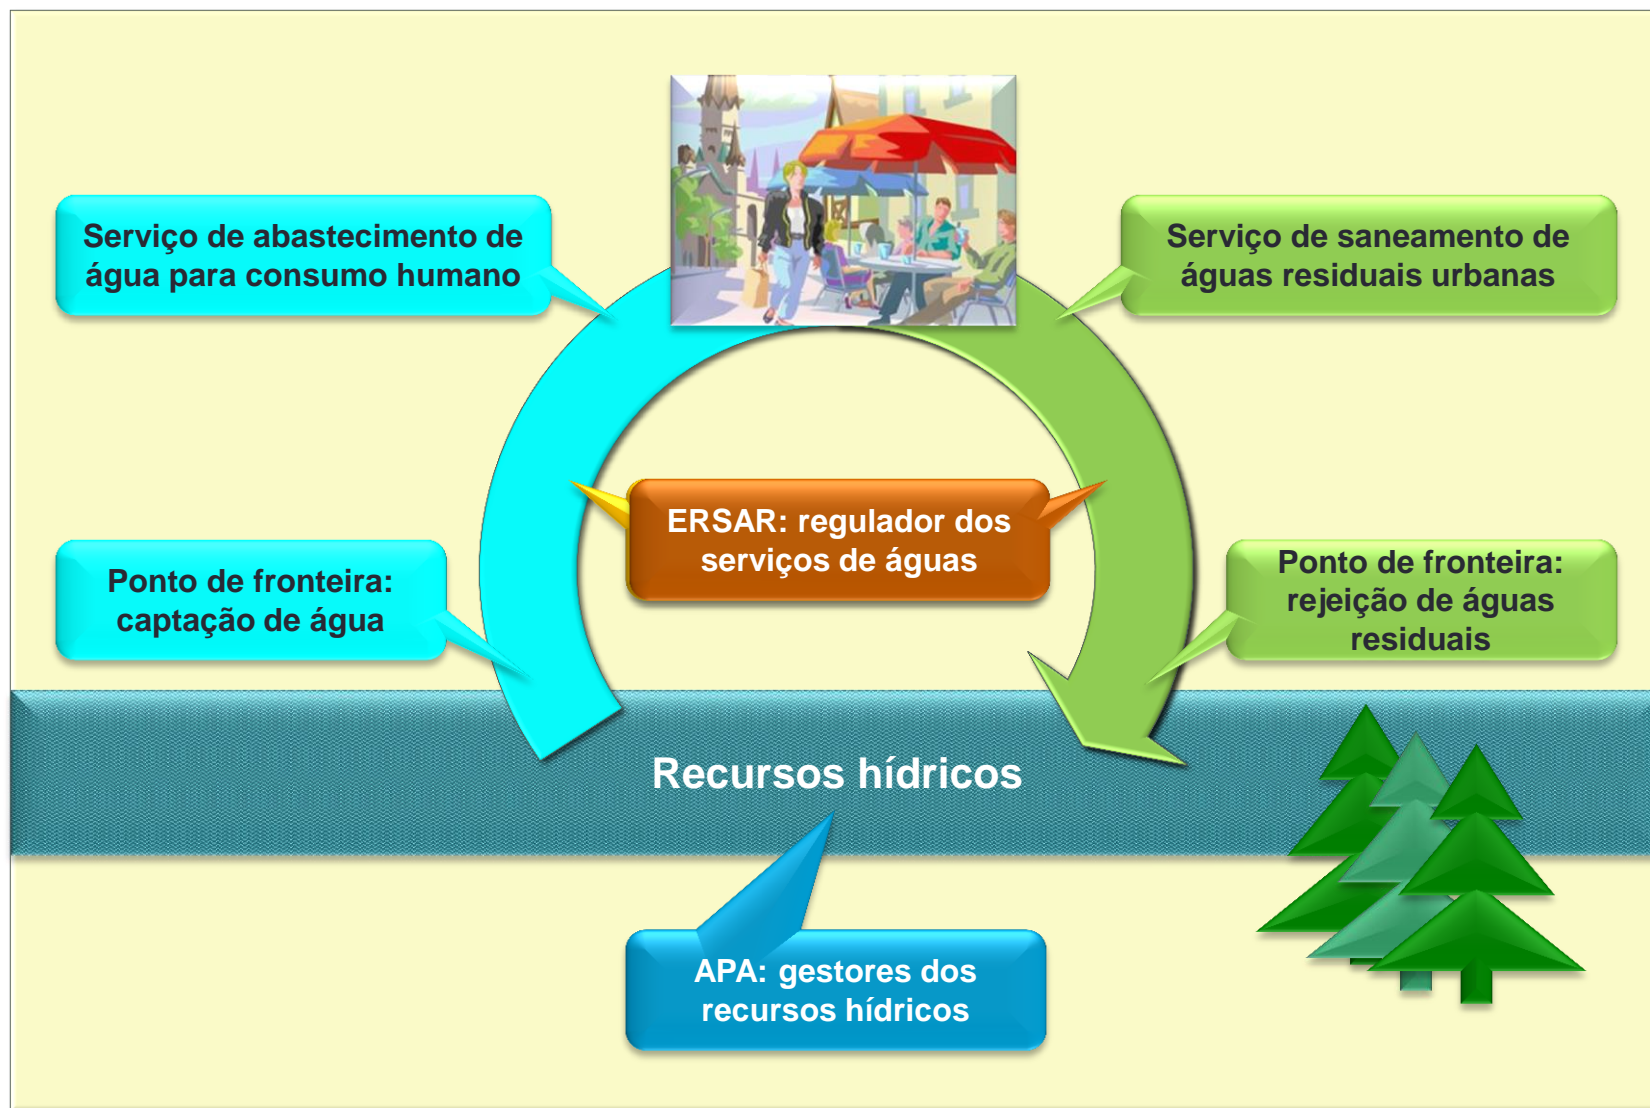 Serviço de abastecimento de
água para consumo humano
Serviço de saneamento de
águas residuais urbanas
ERSAR: regulador dos
serviços de águas
Ponto de fronteira:
captação de água
Ponto de fronteira:
rejeição de águas
residuais
Recursos hídricos
APA: gestores dos
recursos hídricos